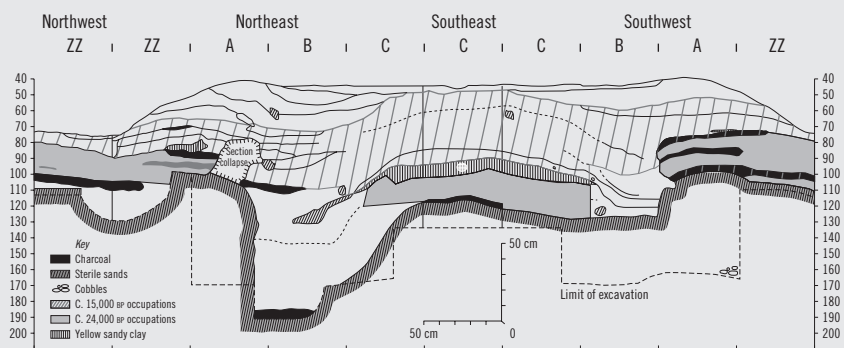 Northwest Northeast Southeast Southwest
ZZ ZZ A B C C C B A ZZ
40 40
50 50
60 60
70 70
80 80
90 90
100 100
110 110
120 120
130 130
140 140
150 150
160 160
170 170
180 180
190 190
200 200
Section
collapse
Key
Charcoal
Sterile sands
Cobbles
C. 15,000 BP occupations
C. 24,000 BP occupations
Yellow sandy clay
50 cm
50 cm 0
Limit of excavation